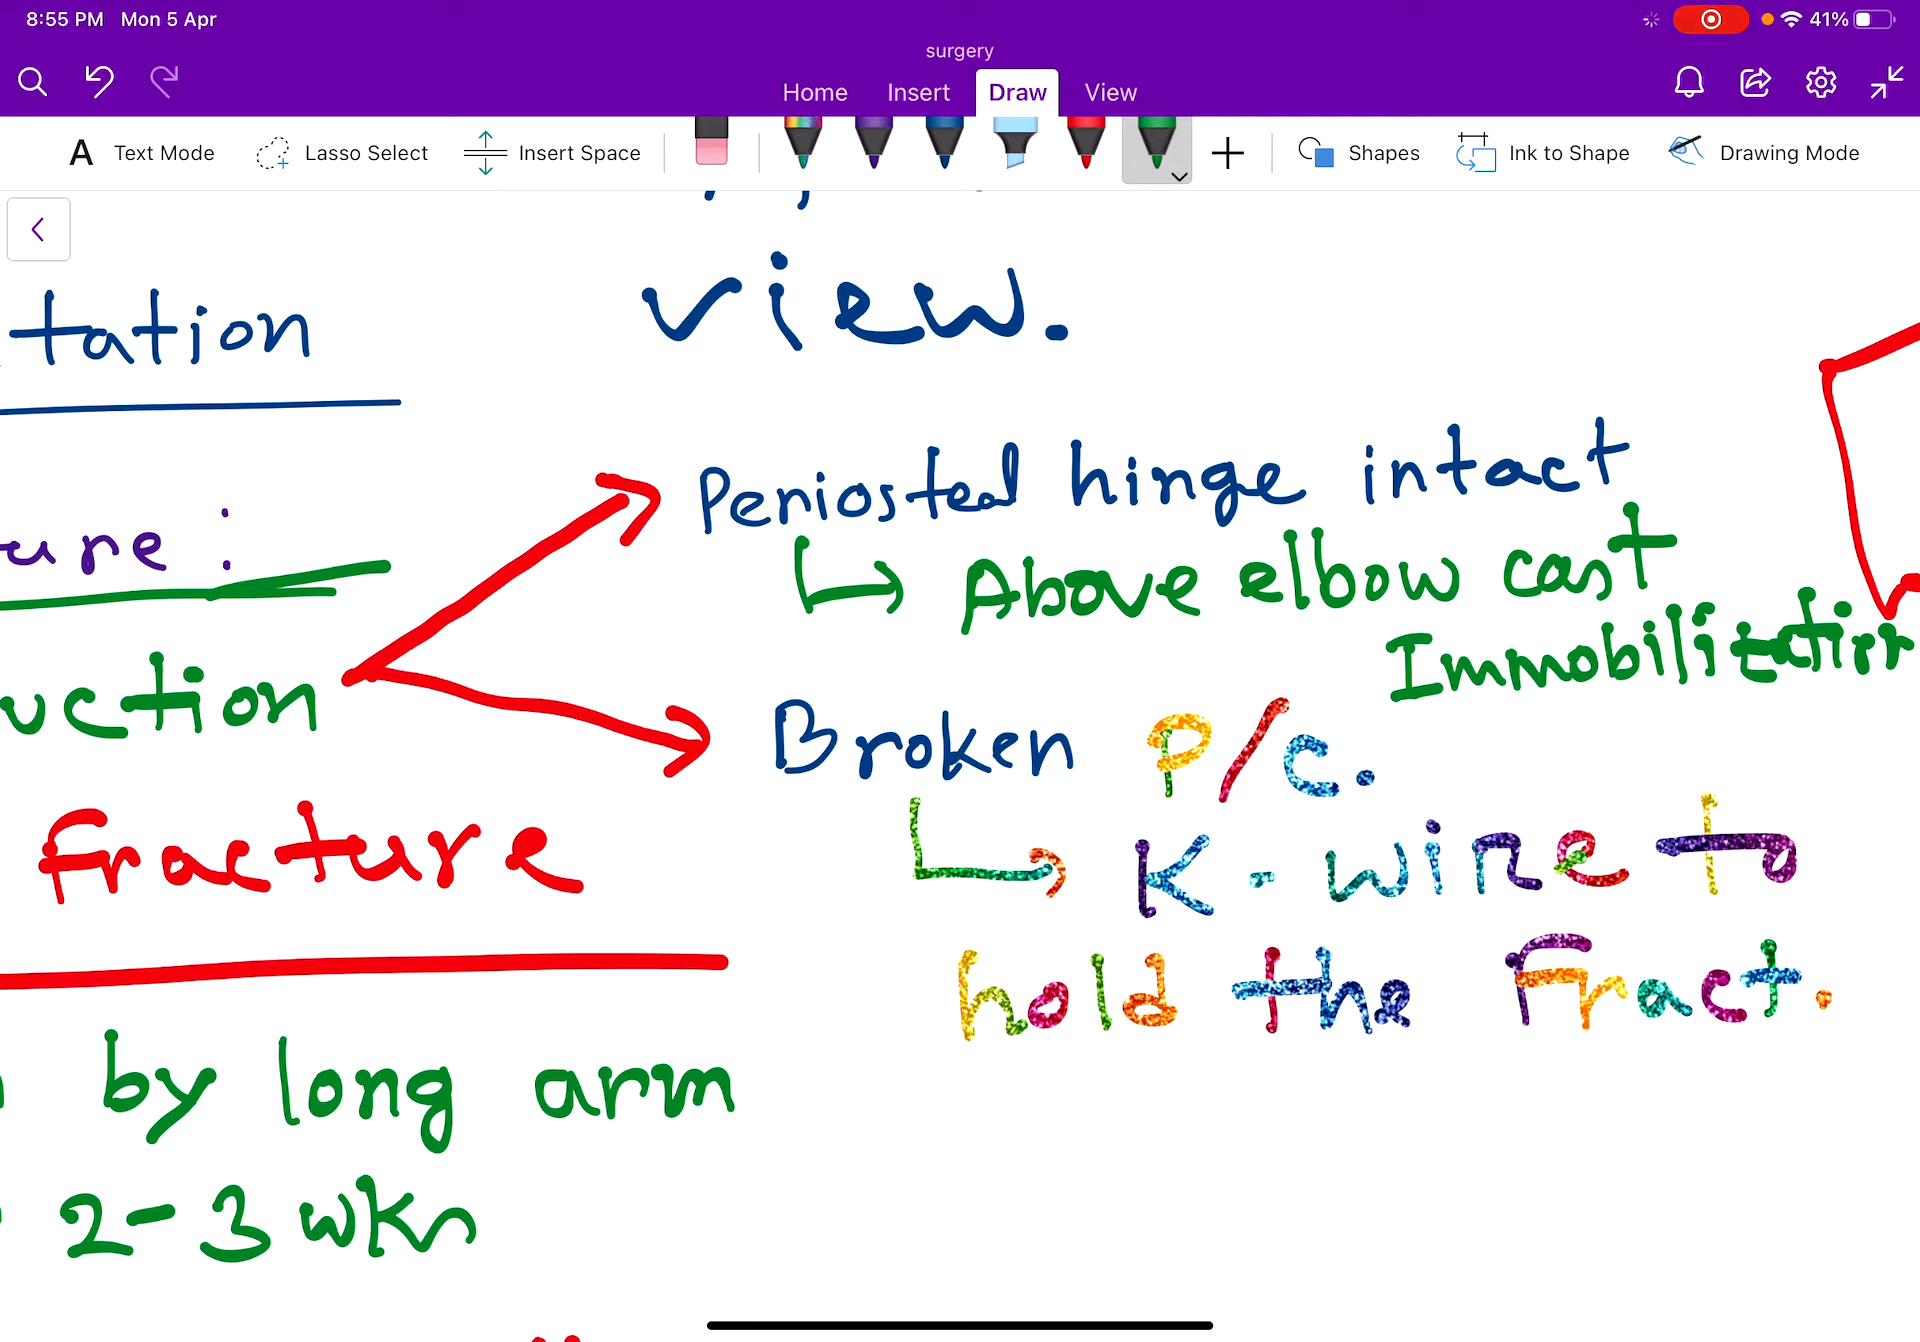 8:55 PM Mon 5 Apr
41%
surgery
Home Insert Draw View
A Text Mode Lasso Select Insert Space Shapes Ink to Shape Drawing Mode
view.
tation
Periosteal hinge intact
ure :
Above elbow cast
Immobilization
uction
Broken P/C.
Fracture
K-wire to
hold the Fract.
by long arm
2-3 wks